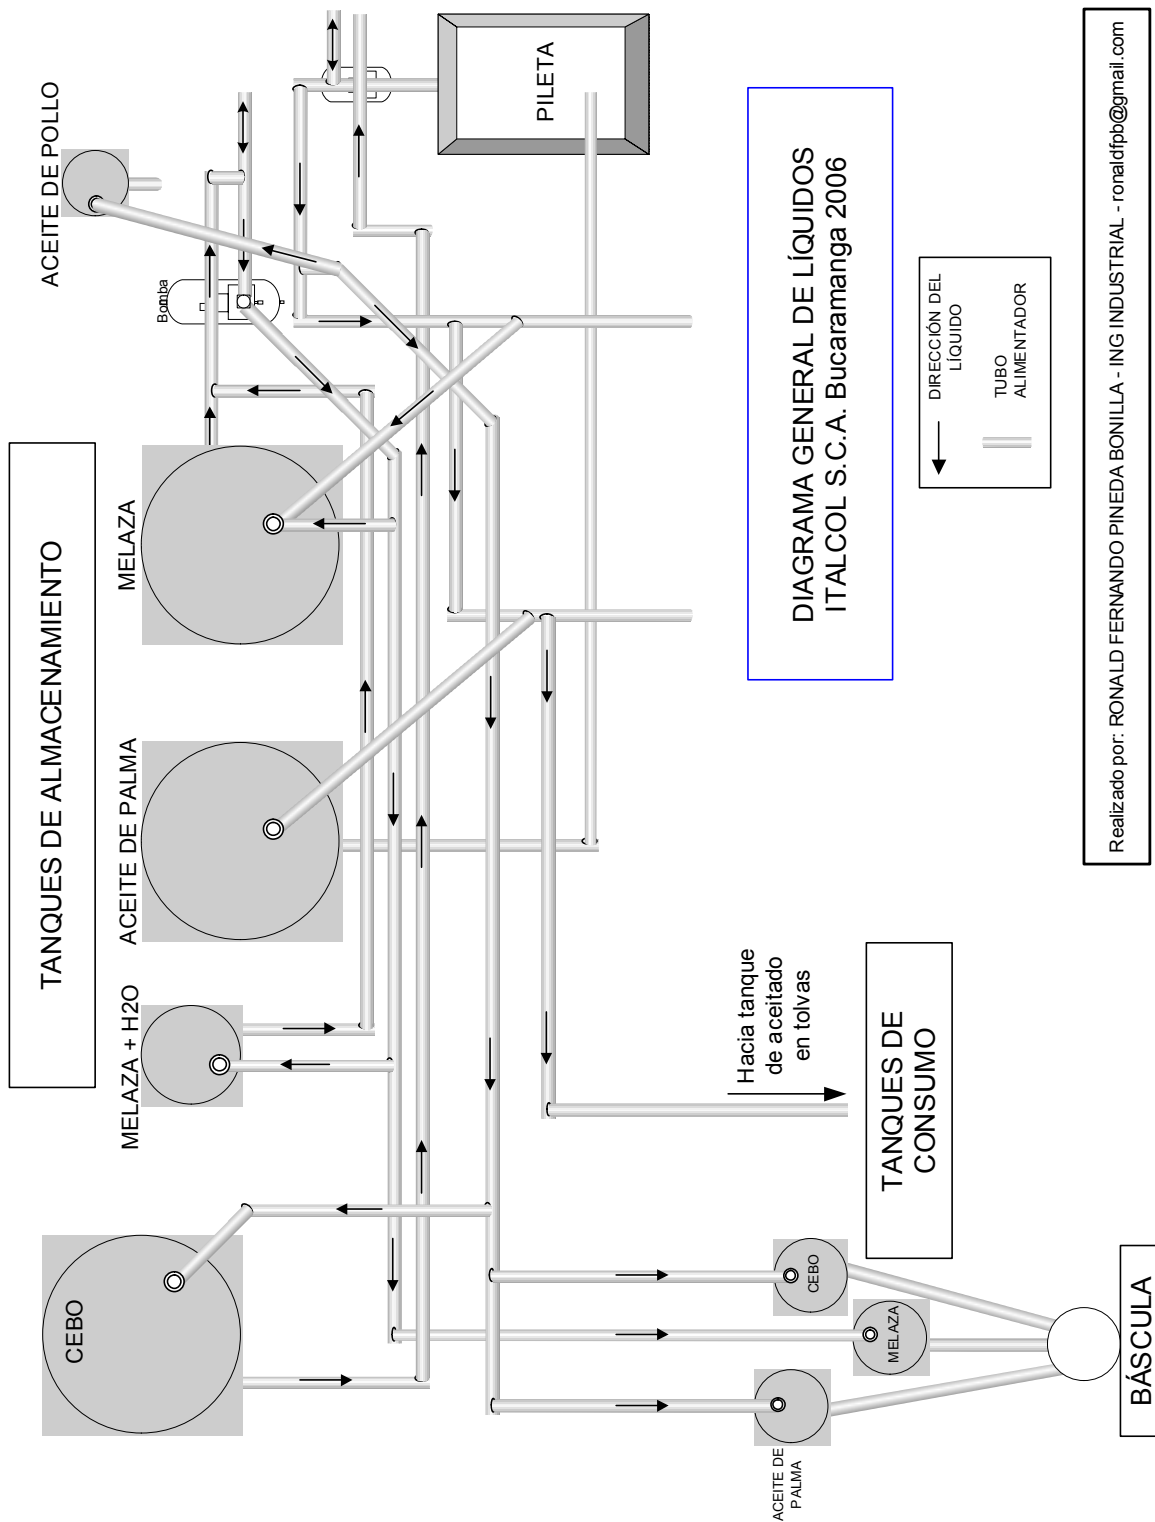 TANQUES DE ALMACENAMIENTO
CEBO
MELAZA + H2O
ACEITE DE PALMA
MELAZA
ACEITE DE POLLO
Bomba
PILETA
DIAGRAMA GENERAL DE LÍQUIDOS
ITALCOL S.C.A. Bucaramanga 2006
DIRECCIÓN DEL
LÍQUIDO
TUBO
ALIMENTADOR
Hacia tanque
de aceitado
en tolvas
TANQUES DE
CONSUMO
ACEITE DE
PALMA
MELAZA
CEBO
BÁSCULA
Realizado por: RONALD FERNANDO PINEDA BONILLA - ING INDUSTRIAL - ronaldfpb@gmail.com